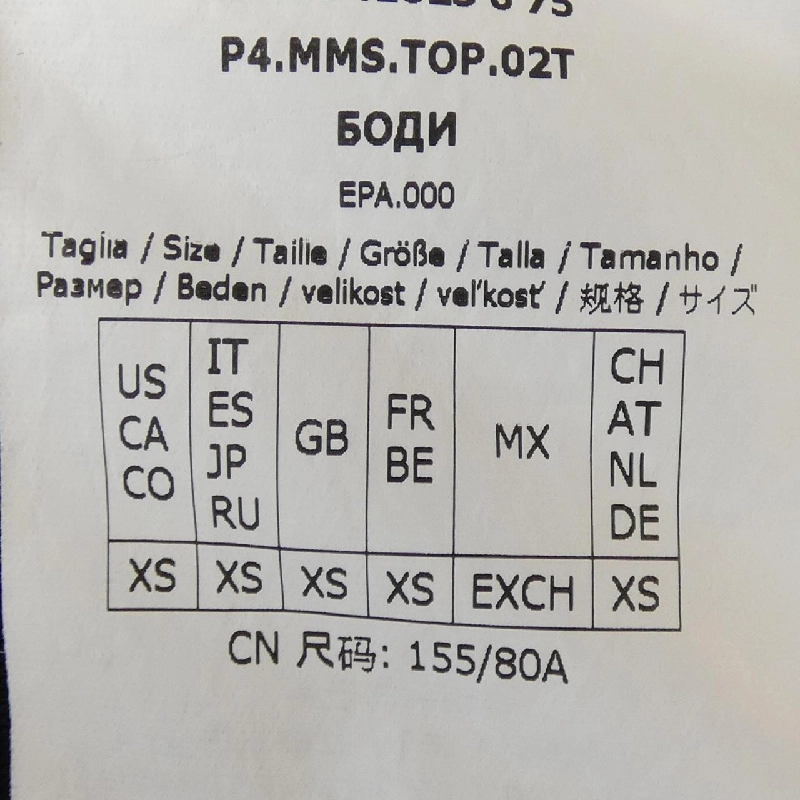 P4.MMS.TOP.02T
БОДИ
EPA.000
Taglia / Size / Taille / Größe / Talla / Tamanho /
Размер / Beden / velikost / veľkosť / 规格 / サイズ
US CA CO IT ES JP RU GB FR BE MX CH AT NL DE
XS XS XS XS EXCH XS
CN 尺码: 155/80A